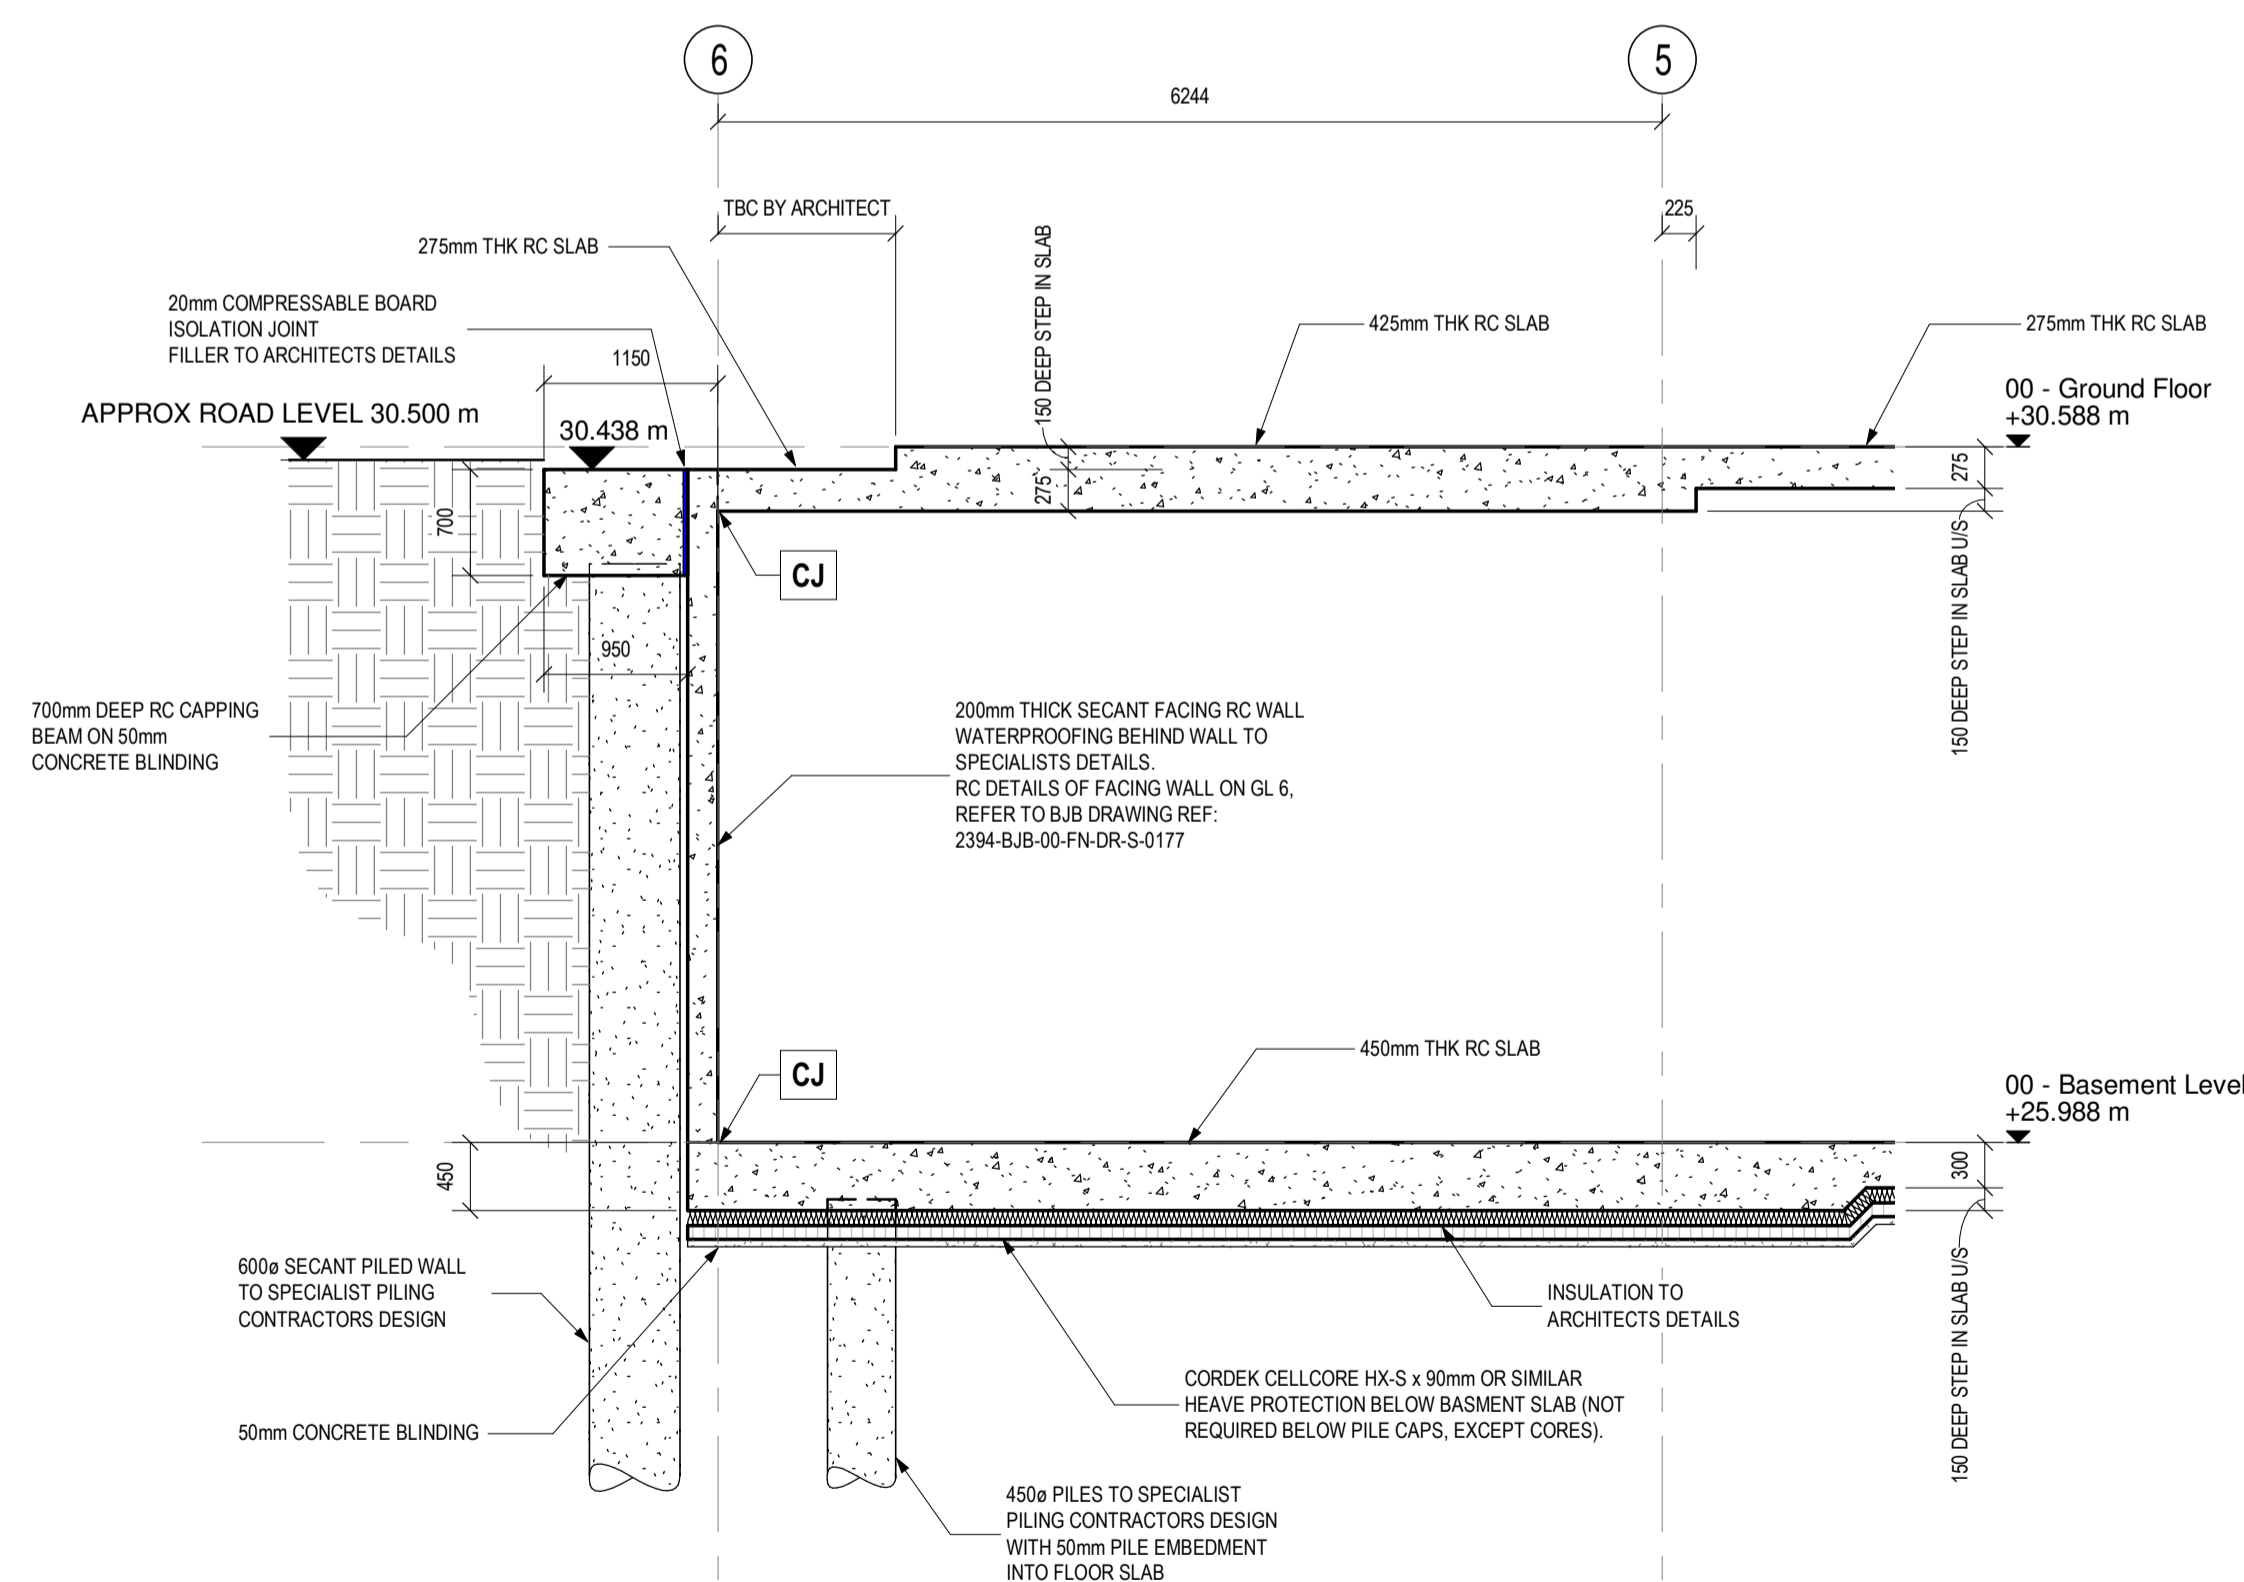 6
5
6244
TBC BY ARCHITECT
225
275mm THK RC SLAB
150 DEEP STEP IN SLAB
20mm COMPRESSABLE BOARD
ISOLATION JOINT
FILLER TO ARCHITECTS DETAILS
425mm THK RC SLAB
275mm THK RC SLAB
1150
00 - Ground Floor
+30.588 m
APPROX ROAD LEVEL 30.500 m
30.438 m
275
275
700
150 DEEP STEP IN SLAB U/S
CJ
950
700mm DEEP RC CAPPING
BEAM ON 50mm
CONCRETE BLINDING
200mm THICK SECANT FACING RC WALL
WATERPROOFING BEHIND WALL TO
SPECIALISTS DETAILS.
RC DETAILS OF FACING WALL ON GL 6,
REFER TO BJB DRAWING REF:
2394-BJB-00-FN-DR-S-0177
450mm THK RC SLAB
CJ
00 - Basement Level
+25.988 m
450
300
150 DEEP STEP IN SLAB U/S
600ø SECANT PILED WALL
TO SPECIALIST PILING
CONTRACTORS DESIGN
INSULATION TO
ARCHITECTS DETAILS
CORDEK CELLCORE HX-S x 90mm OR SIMILAR
HEAVE PROTECTION BELOW BASMENT SLAB (NOT
REQUIRED BELOW PILE CAPS, EXCEPT CORES).
50mm CONCRETE BLINDING
450ø PILES TO SPECIALIST
PILING CONTRACTORS DESIGN
WITH 50mm PILE EMBEDMENT
INTO FLOOR SLAB